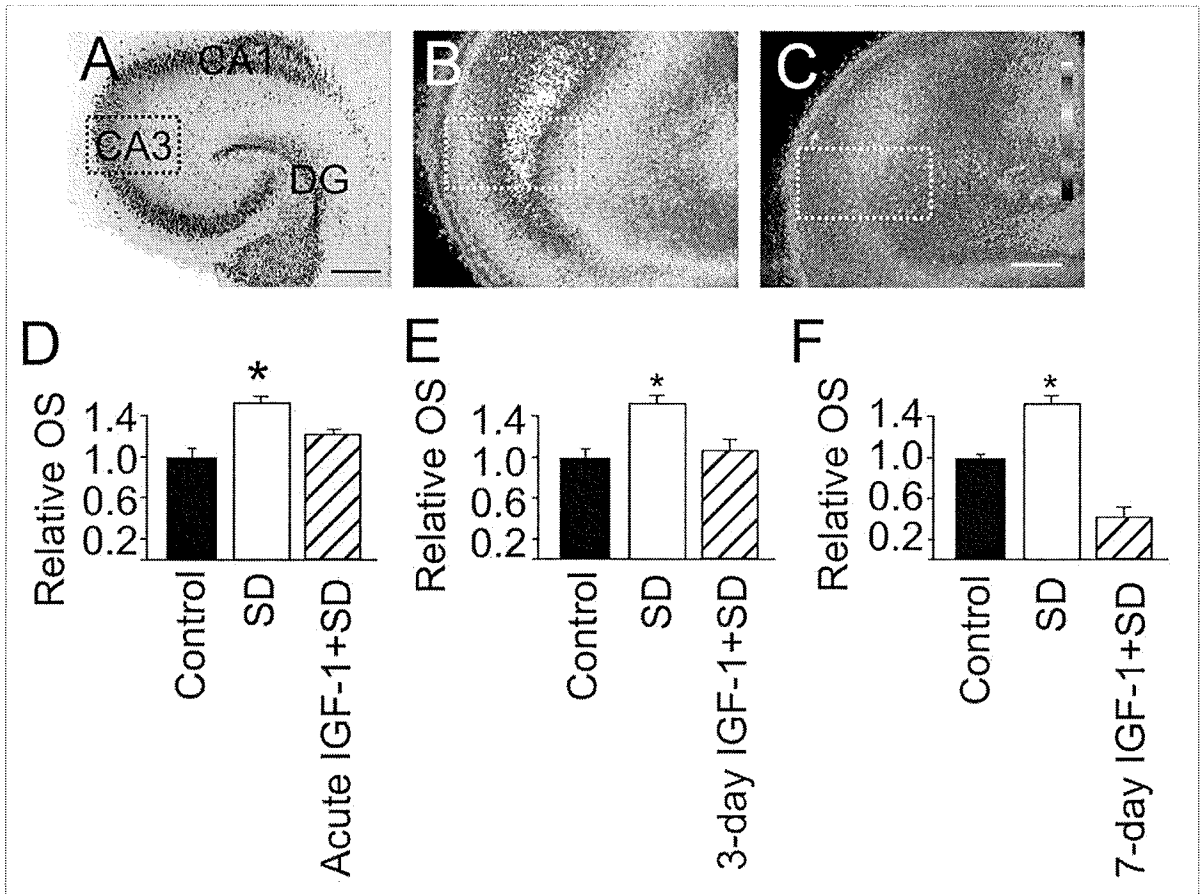 A
CA1
CA3
DG
B
C
D
Relative OS
1.4
1.0
0.6
0.2
*
Control
SD
Acute IGF-1+SD
E
Relative OS
1.4
1.0
0.6
0.2
*
Control
SD
3-day IGF-1+SD
F
Relative OS
1.4
1.0
0.6
0.2
*
Control
SD
7-day IGF-1+SD